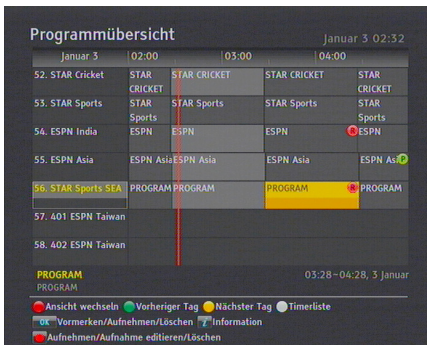 Programmübersicht
Januar 3 02:32
Januar 3 02:00 03:00 04:00
52. STAR Cricket STAR CRICKET STAR CRICKET STAR CRICKET STAR CRICKET
53. STAR Sports STAR Sports STAR Sports STAR Sports STAR Sports
54. ESPN India ESPN ESPN ESPN R ESPN
55. ESPN Asia ESPN Asia ESPN Asia ESPN Asia ESPN Asi P
56. STAR Sports SEA PROGRAM PROGRAM PROGRAM R PROGRAM
57. 401 ESPN Taiwan
58. 402 ESPN Taiwan
PROGRAM 03:28-04:28, 3 Januar
PROGRAM
Ansicht wechseln Vorheriger Tag Nächster Tag Timerliste
OK Vormerken/Aufnehmen/Löschen i Information
Aufnehmen/Aufnahme editieren/Löschen